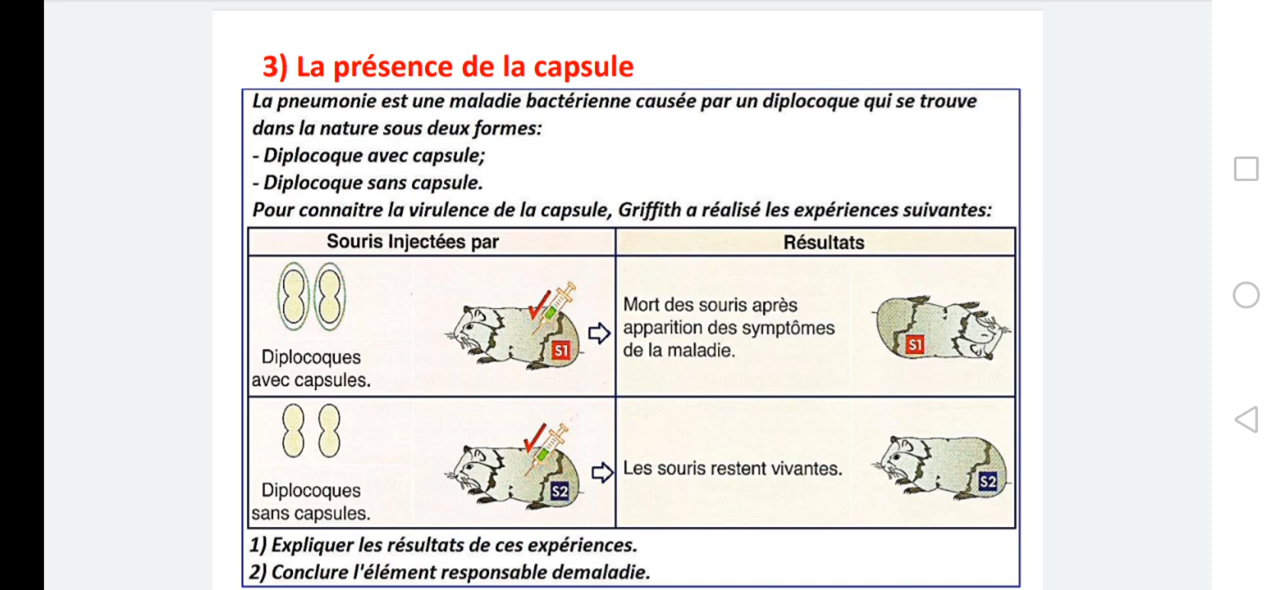 3) La présence de la capsule
La pneumonie est une maladie bactérienne causée par un diplocoque qui se trouve
dans la nature sous deux formes:
- Diplocoque avec capsule;
- Diplocoque sans capsule.
Pour connaitre la virulence de la capsule, Griffith a réalisé les expériences suivantes:
Souris Injectées par
Résultats
Diplocoques
avec capsules.
S1
Mort des souris après
apparition des symptômes
de la maladie.
S1
Diplocoques
sans capsules.
S2
Les souris restent vivantes.
S2
1) Expliquer les résultats de ces expériences.
2) Conclure l'élément responsable demaladie.